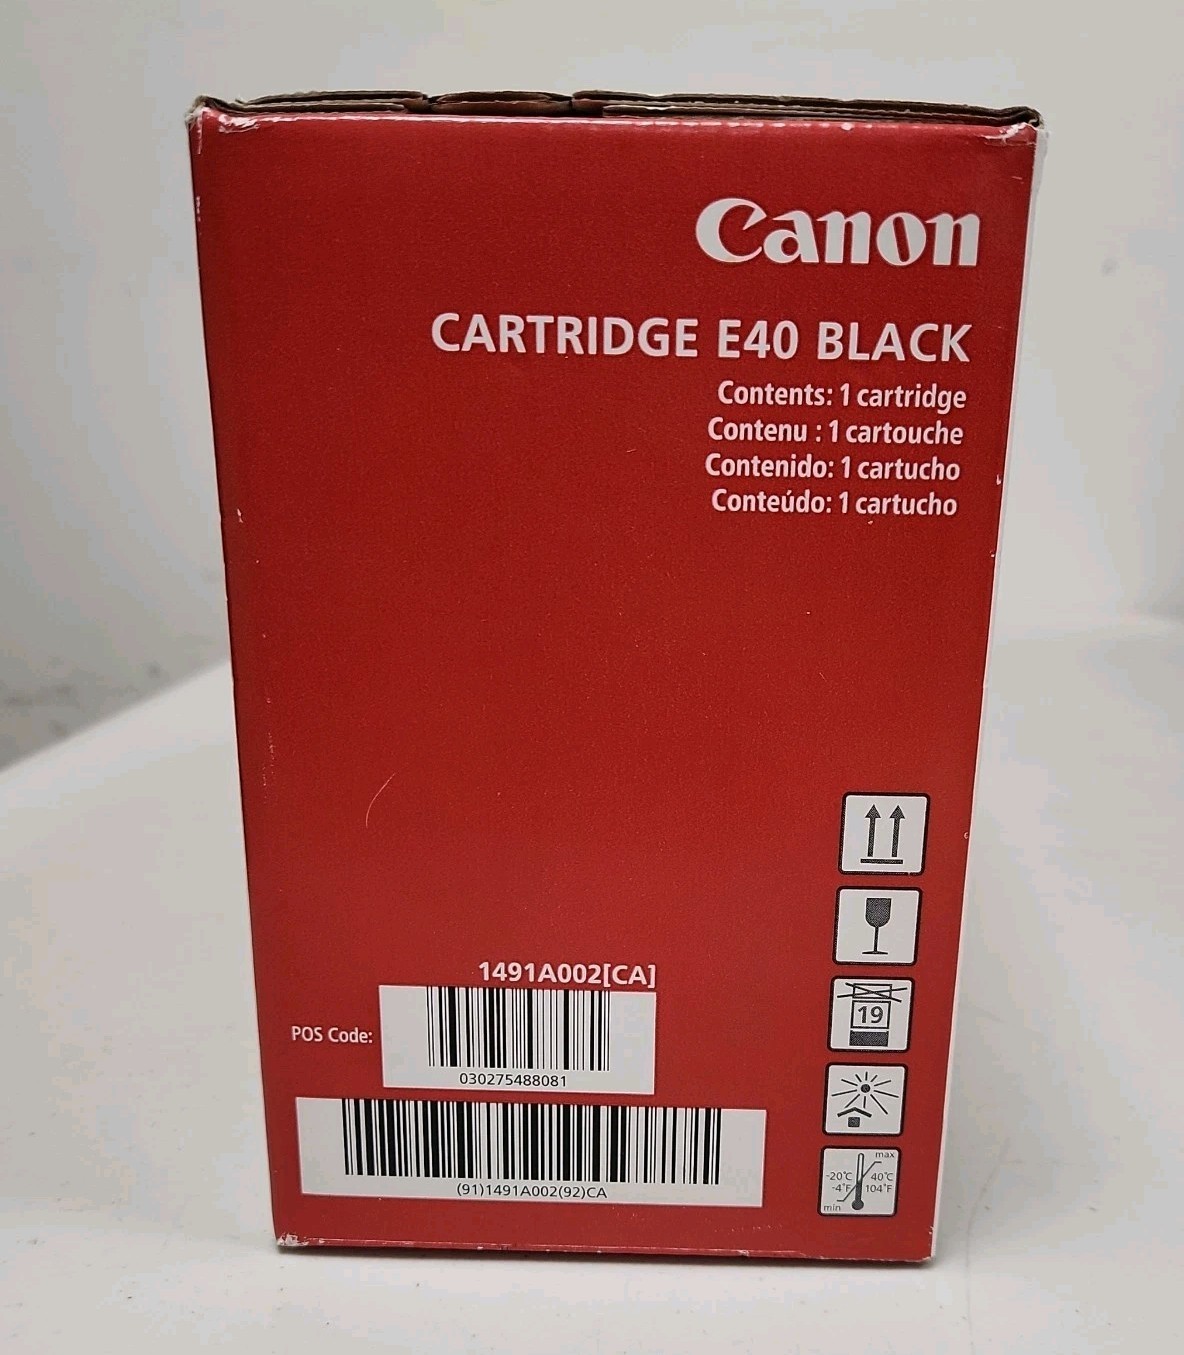 Canon
CARTRIDGE E40 BLACK
Contents: 1 cartridge
Contenu : 1 cartouche
Contenido: 1 cartucho
Conteúdo: 1 cartucho
1491A002[CA]
POS Code:
030275488081
(91)1491A002(92)CA
19
max
-20°C 40°C
-4°F 104°F
min